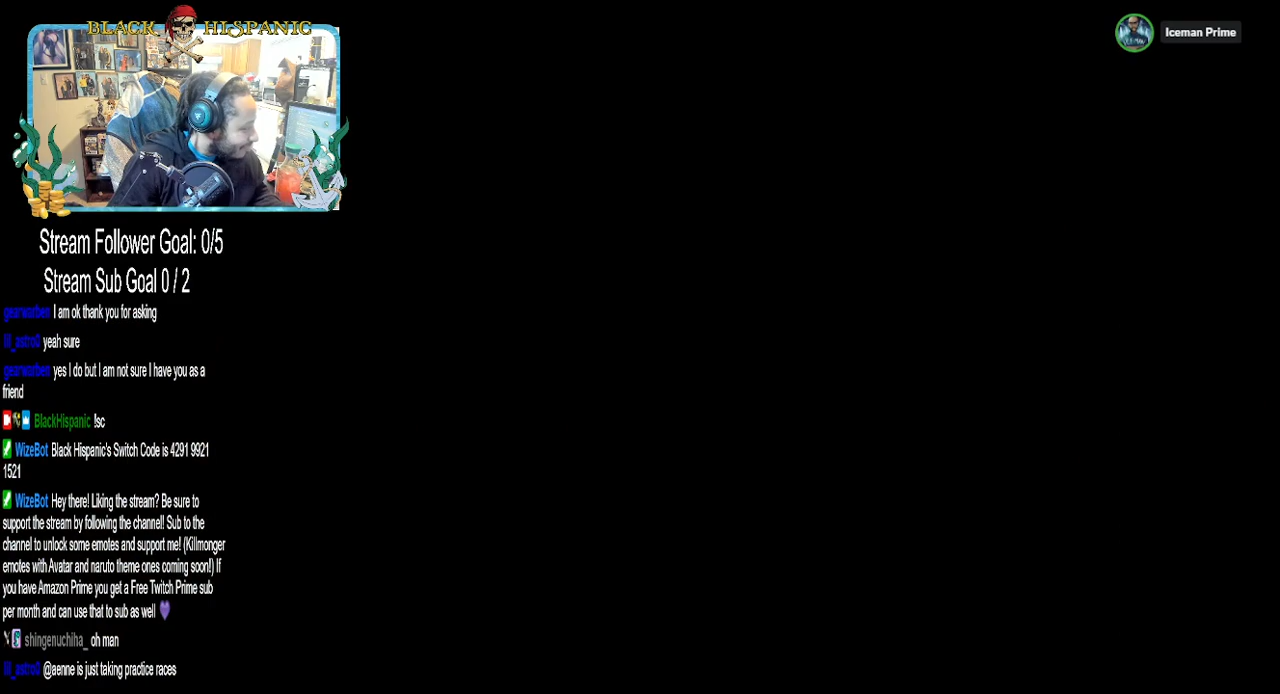 BLACK HISPANIC
Iceman Prime
Stream Follower Goal: 0/5
Stream Sub Goal 0 / 2
gearworben I am ok thank you for asking
lil_astro0 yeah sure
gearworben yes I do but I am not sure I have you as a
friend
BlackHispanic !sc
WizeBot Black Hispanic's Switch Code is 4291 9921
1521
WizeBot Hey there! Liking the stream? Be sure to
support the stream by following the channel! Sub to the
channel to unlock some emotes and support me! (Killmonger
emotes with Avatar and naruto theme ones coming soon!) If
you have Amazon Prime you get a Free Twitch Prime sub
per month and can use that to sub as well
shingenuchiha_ oh man
lil_astro0 @aenne is just taking practice races